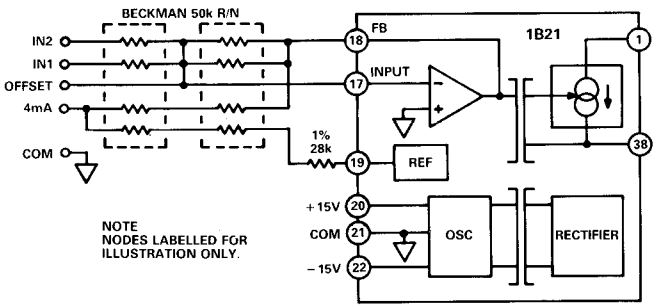 BECKMAN 50k R/N
IN2
IN1
OFFSET
4mA
COM
1%
28k
18
FB
17
INPUT
−
+
19
REF
1B21
1
38
+15V
20
COM
21
−15V
22
OSC
RECTIFIER
NOTE
NODES LABELLED FOR
ILLUSTRATION ONLY.